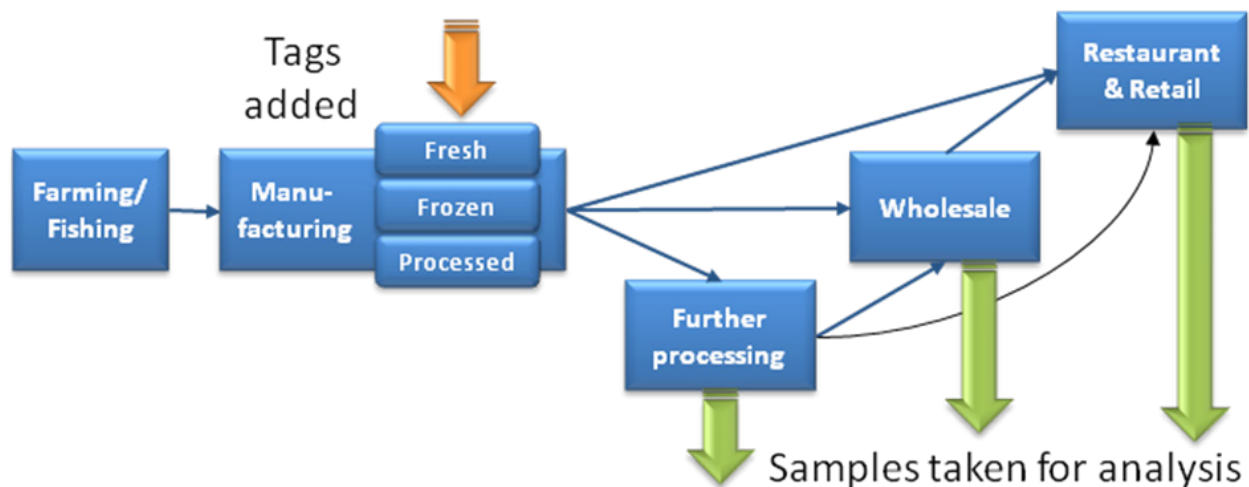 Tags
added
Farming/
Fishing
Manu-
facturing
Fresh
Frozen
Processed
Further
processing
Wholesale
Restaurant
& Retail
Samples taken for analysis